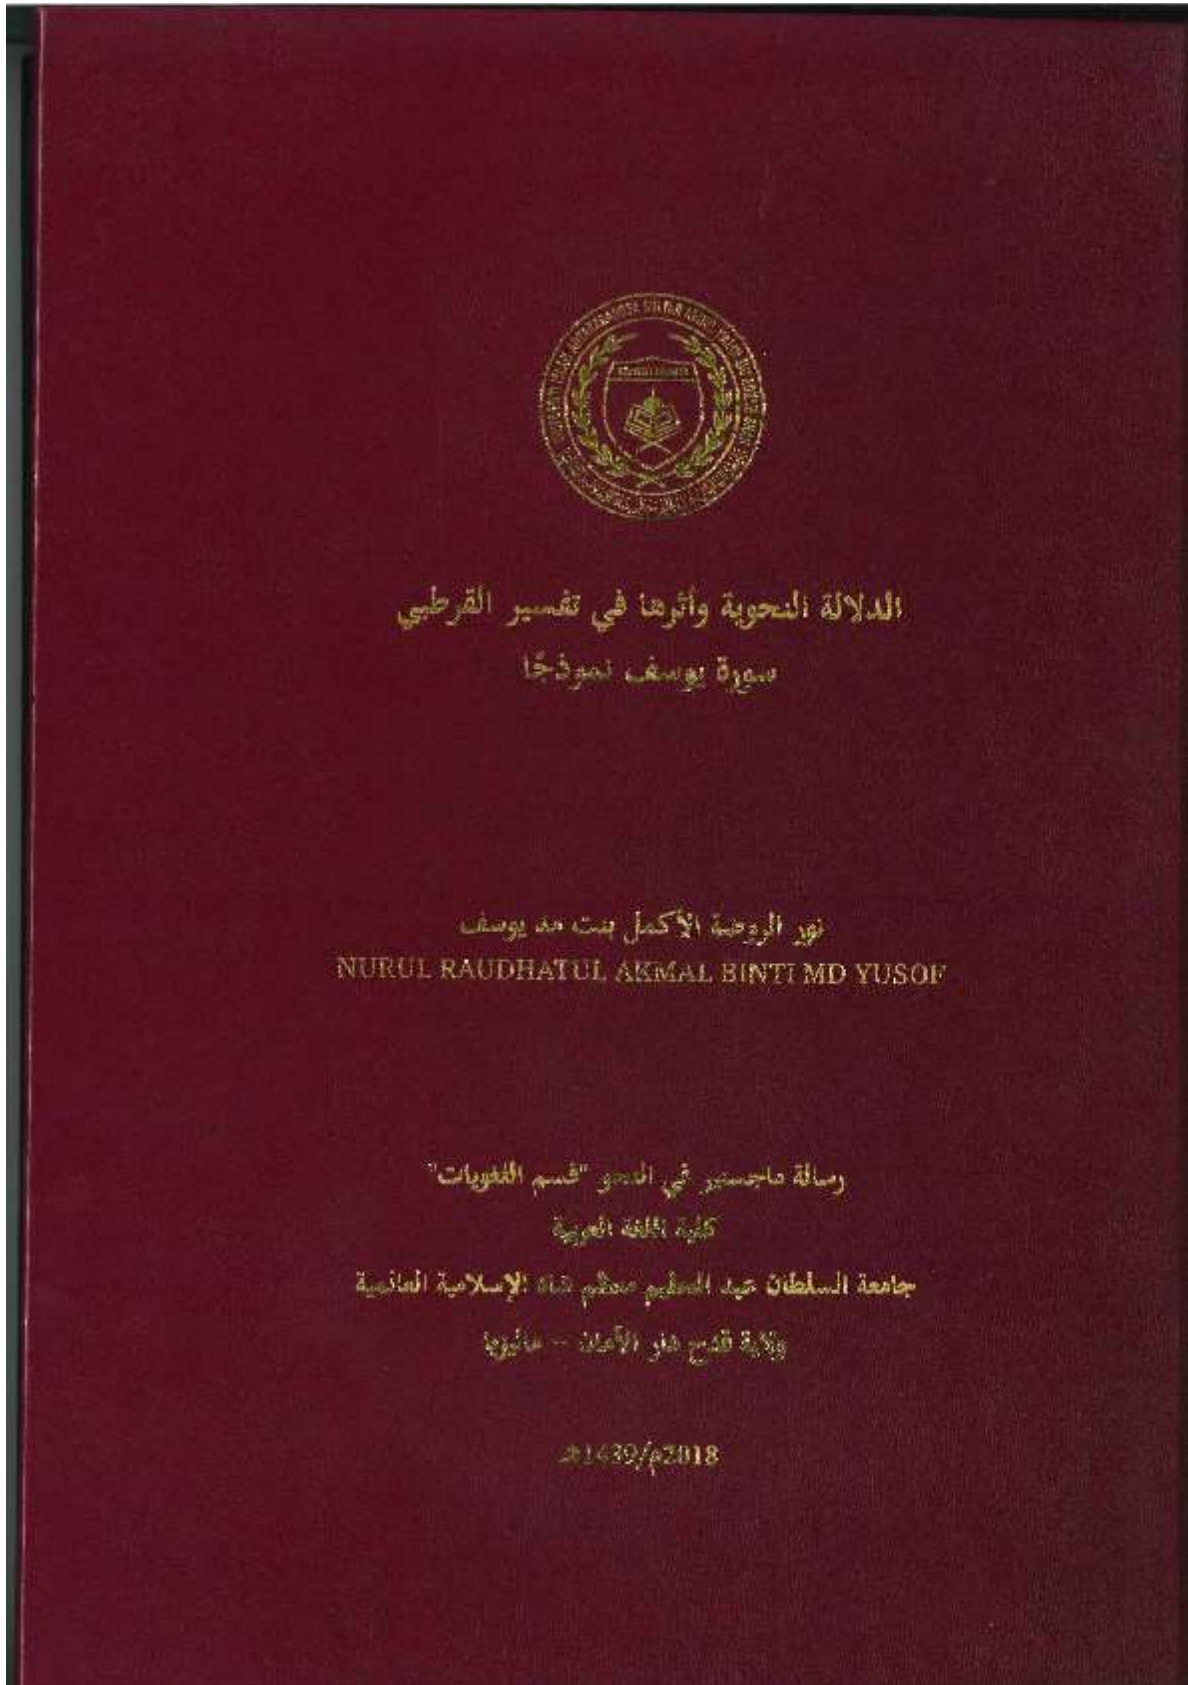 الدلالة النحوية وأثرها في تفسير القرطبي
سورة يوسف نموذجًا
نور الروضة الأكمل بنت مد يوسف
NURUL RAUDHATUL AKMAL BINTI MD YUSOF
رسالة ماجستير في النحو "قسم اللغويات"
كلية اللغة العربية
جامعة السلطان عبد الحليم معظم شاه الإسلامية العالمية
ولاية قدح دار الأمان – ماليزيا
2018م/1439هـ